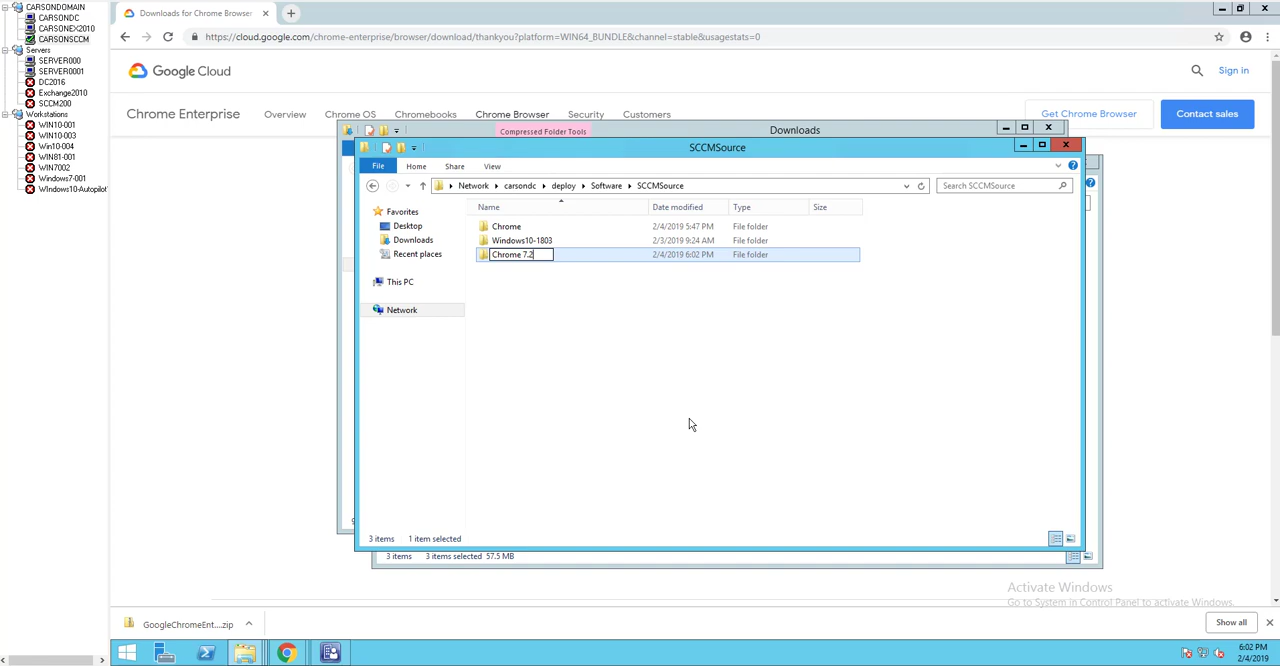 CARSONDOMAIN
CARSONDC
CARSONEX2010
CARSONSCCM
Servers
SERVER000
SERVER0001
DC2016
Exchange2010
SCCM200
Workstations
WIN10-001
WIN10-003
Win10-004
WIN81-001
WIN7002
Windows7-001
Windows10-Autopilot
Downloads for Chrome Browser
https://cloud.google.com/chrome-enterprise/browser/download/thankyou?platform=WIN64_BUNDLE&channel=stable&usagestats=0
Google Cloud
Sign in
Chrome Enterprise Overview Chrome OS Chromebooks Chrome Browser Security Customers Get Chrome Browser Contact sales
Compressed Folder Tools Downloads
SCCMSource
File Home Share View
Network carsondc deploy Software SCCMSource Search SCCMSource
Name Date modified Type Size
Favorites
Desktop
Downloads
Recent places
This PC
Network
Chrome 2/4/2019 5:47 PM File folder
Windows10-1803 2/3/2019 9:24 AM File folder
Chrome 7.2 2/4/2019 6:02 PM File folder
3 items 1 item selected
3 items 3 items selected 57.5 MB
Activate Windows
Go to System in Control Panel to activate Windows.
GoogleChromeEnt....zip Show all
6:02 PM
2/4/2019